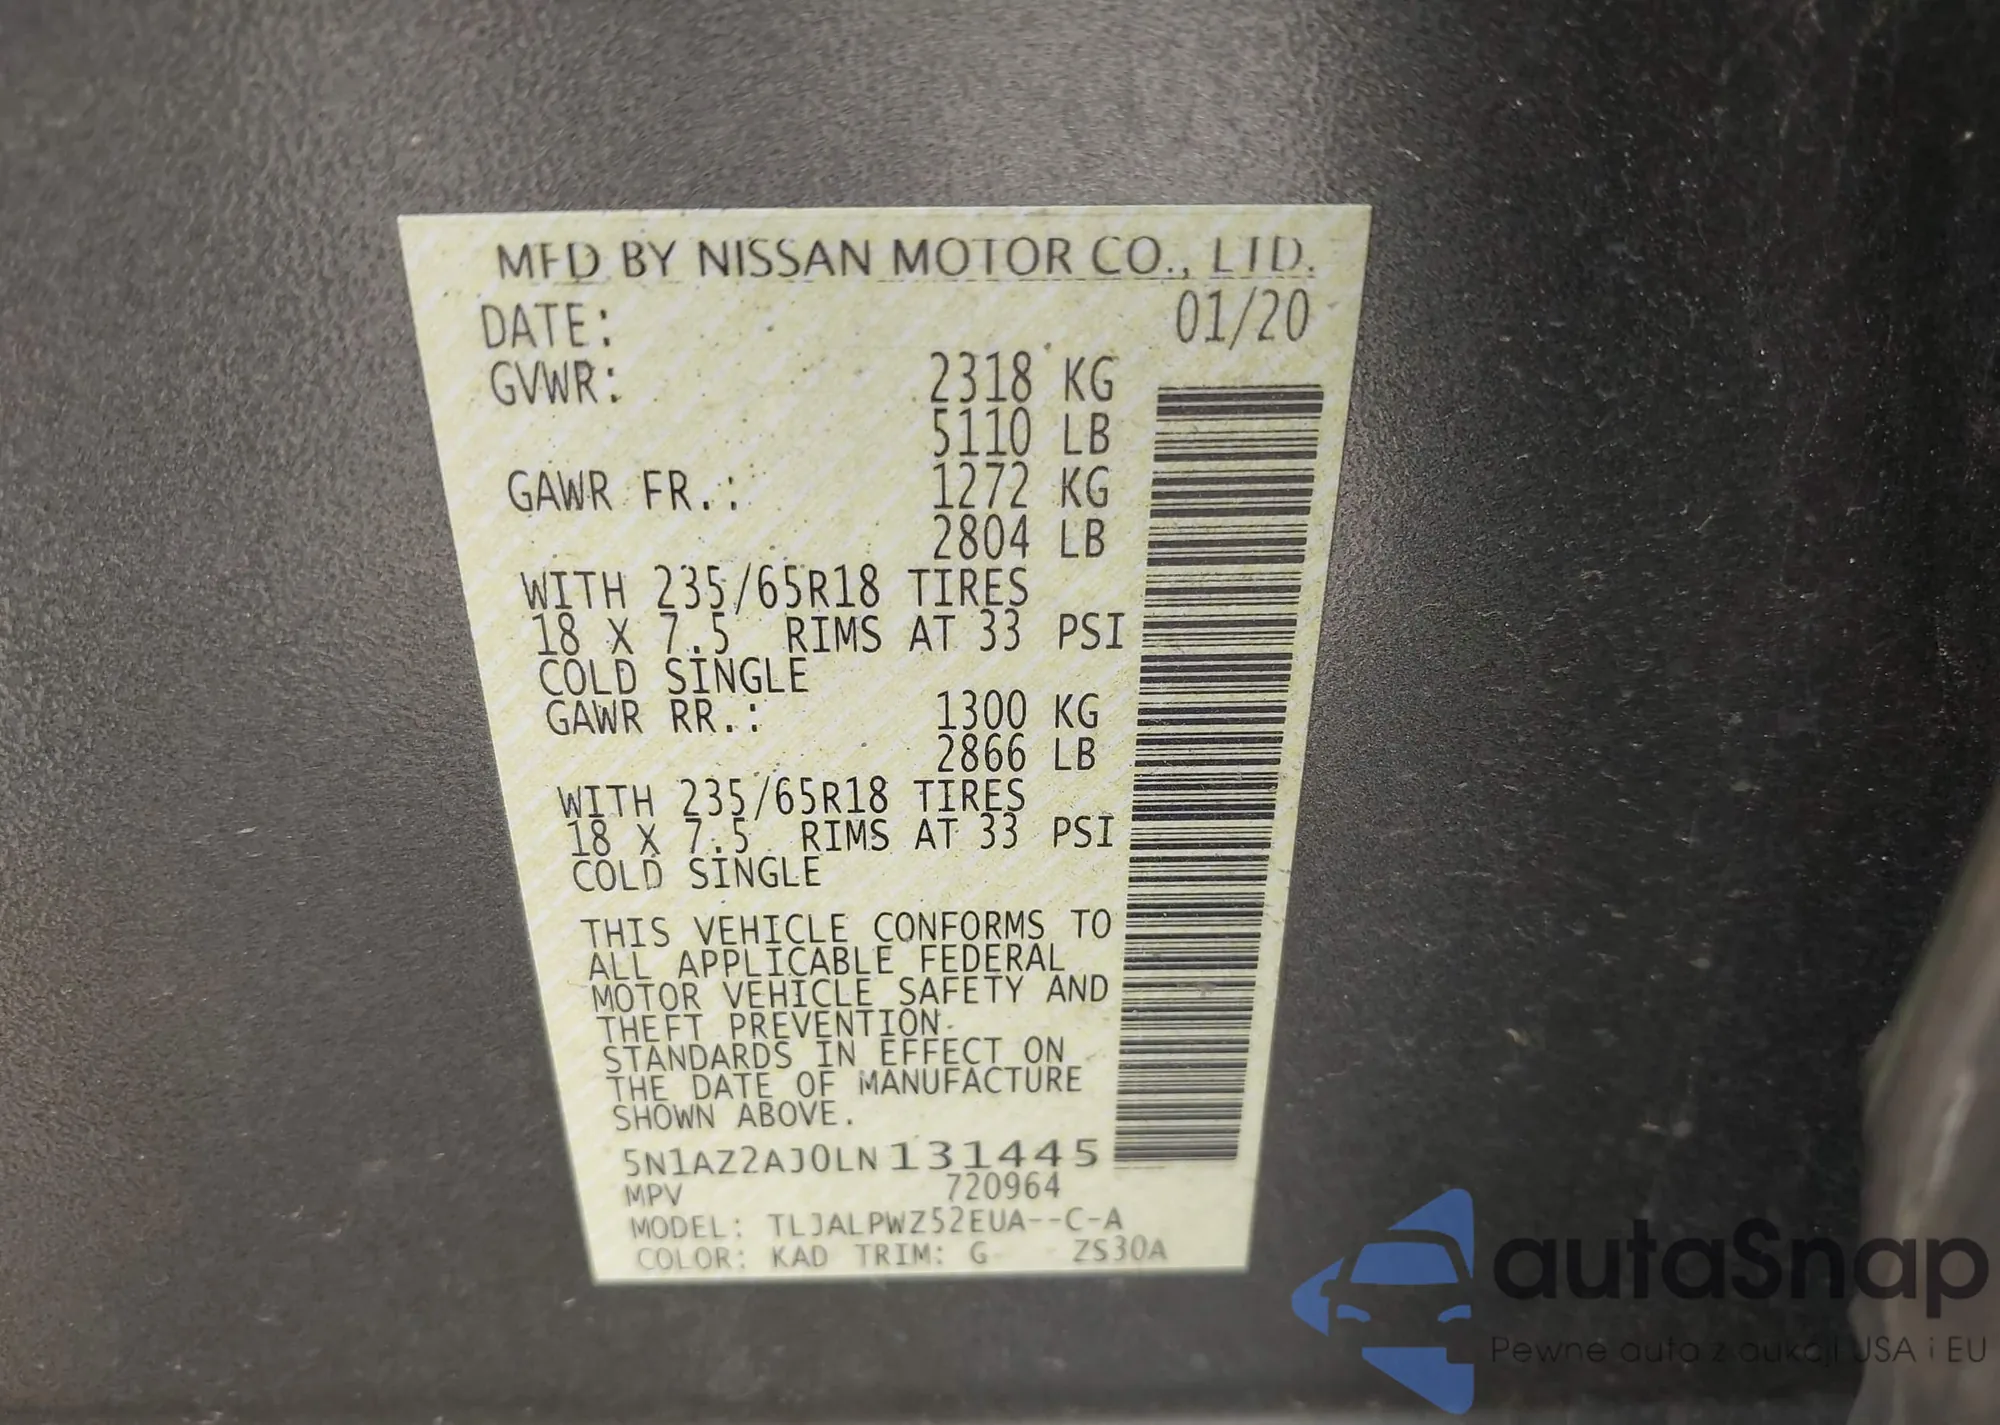 MFD BY NISSAN MOTOR CO., LTD.
DATE: 01/20
GVWR: 2318 KG
5110 LB
GAWR FR.: 1272 KG
2804 LB
WITH 235/65R18 TIRES
18 X 7.5 RIMS AT 33 PSI
COLD SINGLE
GAWR RR.: 1300 KG
2866 LB
WITH 235/65R18 TIRES
18 X 7.5 RIMS AT 33 PSI
COLD SINGLE
THIS VEHICLE CONFORMS TO
ALL APPLICABLE FEDERAL
MOTOR VEHICLE SAFETY AND
THEFT PREVENTION
STANDARDS IN EFFECT ON
THE DATE OF MANUFACTURE
SHOWN ABOVE.
5N1AZ2AJ0LN131445
MPV 720964
MODEL: TLJALPWZ52EUA--C-A
COLOR: KAD TRIM: G ZS30A
autaSnap
Pewne auta z aukcji USA i EU